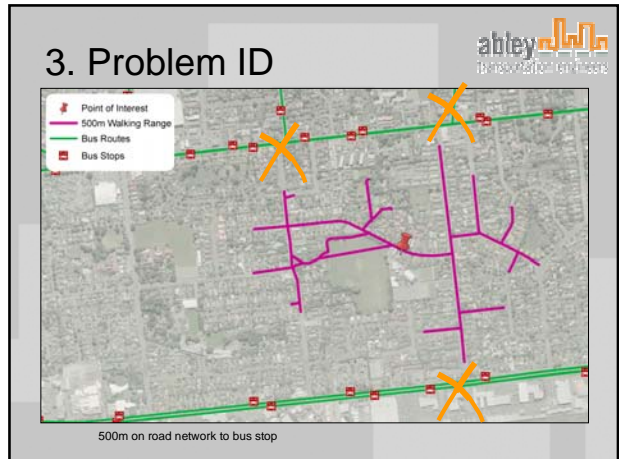 3. Problem ID
abley
Point of Interest
500m Walking Range
Bus Routes
Bus Stops
500m on road network to bus stop